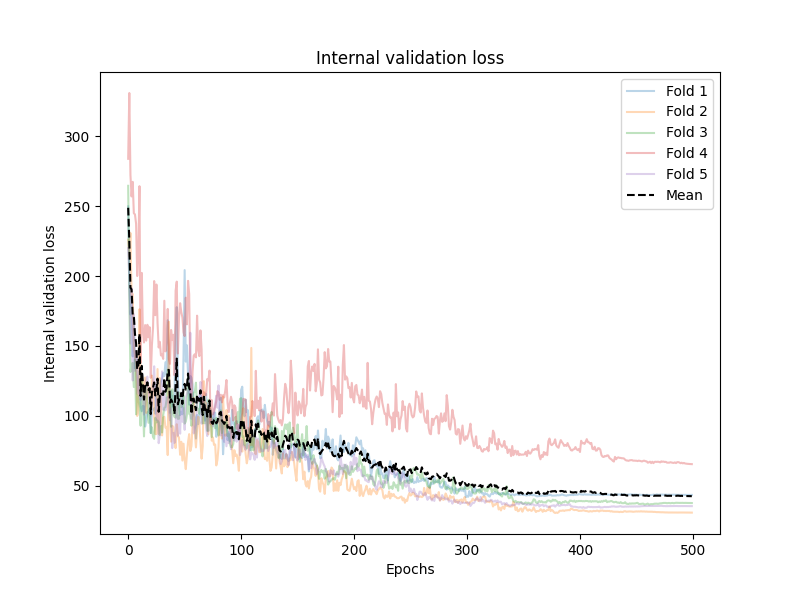 Internal validation loss
Fold 1
Fold 2
Fold 3
Fold 4
Fold 5
Mean
300
250
200
150
100
50
Internal validation loss
0
100
200
300
400
500
Epochs